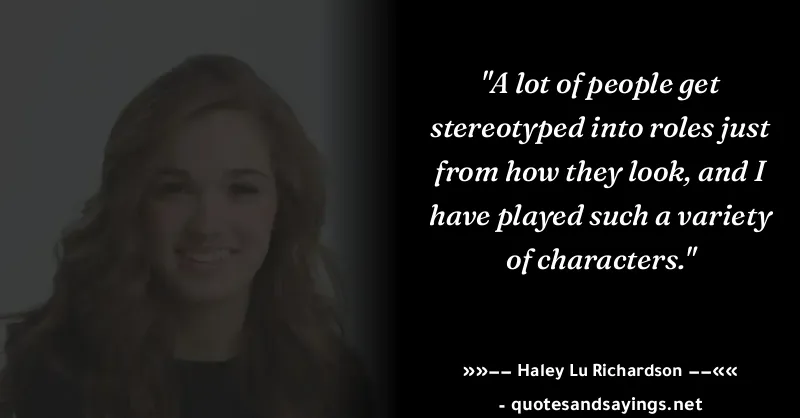 "A lot of people get
stereotyped into roles just
from how they look, and I
have played such a variety
of characters."
»»–– Haley Lu Richardson ––««
- quotesandsayings.net